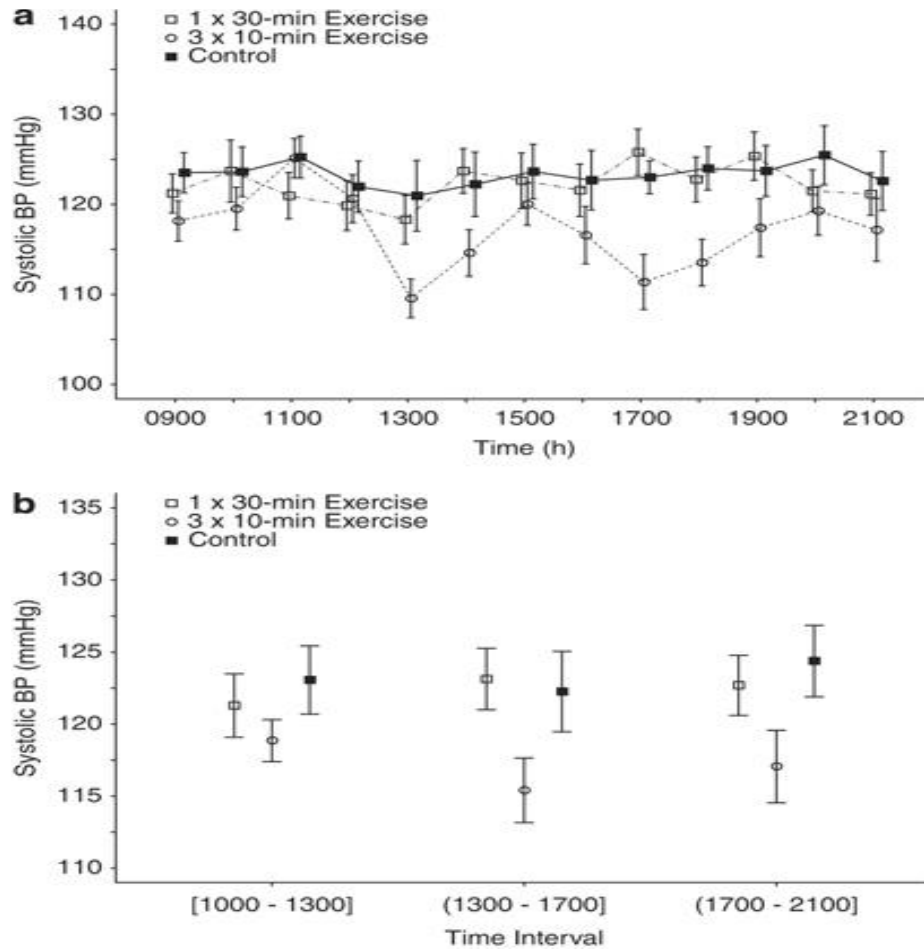 a
140
□ 1 x 30-min Exercise
○ 3 x 10-min Exercise
■ Control
130
120
110
100
Systolic BP (mmHg)
0900 1100 1300 1500 1700 1900 2100
Time (h)
b
135
□ 1 x 30-min Exercise
○ 3 x 10-min Exercise
■ Control
130
125
120
115
110
Systolic BP (mmHg)
[1000 - 1300] (1300 - 1700] (1700 - 2100]
Time Interval